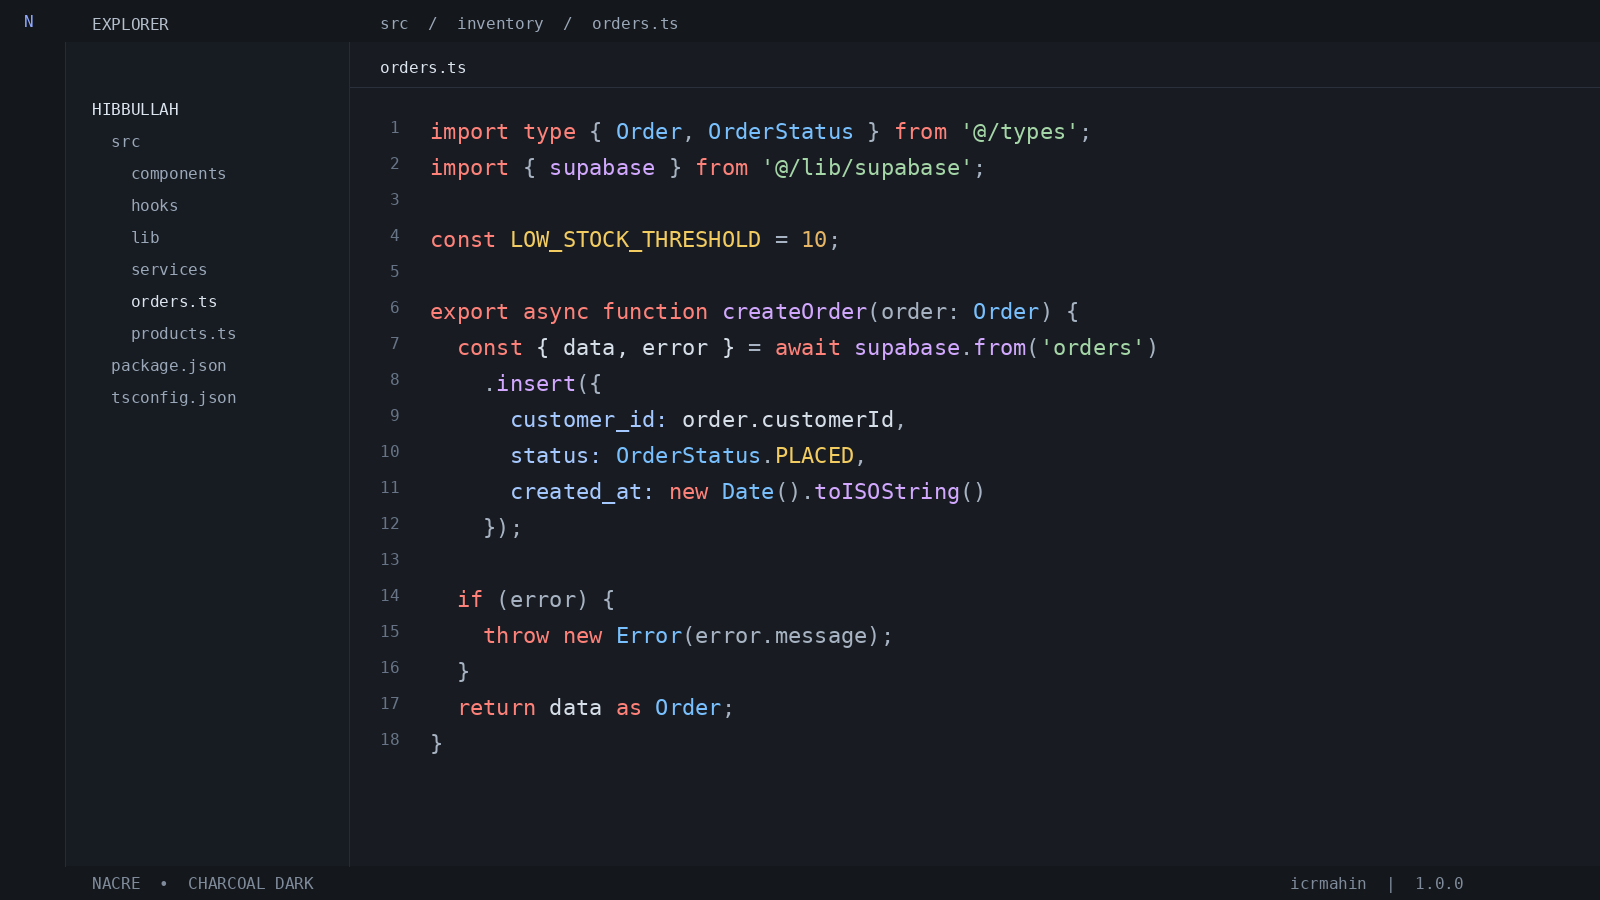 N
EXPLORER
src / inventory / orders.ts
orders.ts
HIBBULLAH
src
components
hooks
lib
services
orders.ts
products.ts
package.json
tsconfig.json
1 import type { Order, OrderStatus } from '@/types';
2 import { supabase } from '@/lib/supabase';
3
4 const LOW_STOCK_THRESHOLD = 10;
5
6 export async function createOrder(order: Order) {
7   const { data, error } = await supabase.from('orders')
8     .insert({
9       customer_id: order.customerId,
10       status: OrderStatus.PLACED,
11       created_at: new Date().toISOString()
12     });
13
14   if (error) {
15     throw new Error(error.message);
16   }
17   return data as Order;
18 }
NACRE • CHARCOAL DARK
icrmahin | 1.0.0